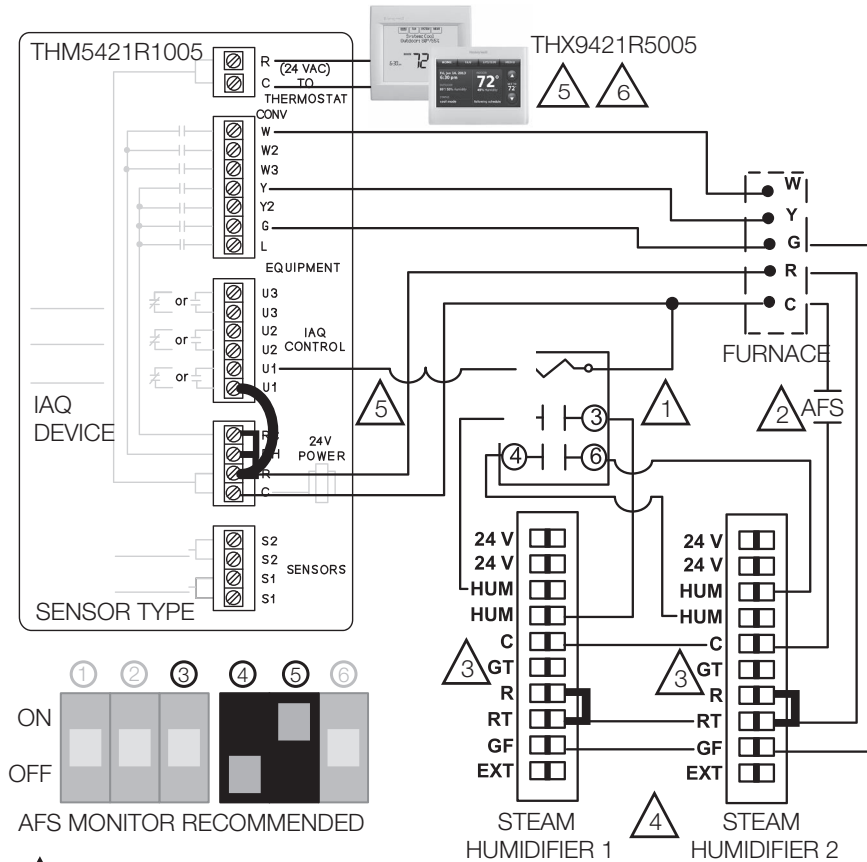 THM5421R1005
THX9421R5005
R
(24 VAC)
TO
C
THERMOSTAT
72
72°
72
5
6
CONV
W
W2
W3
Y
Y2
G
L
EQUIPMENT
W
Y
G
R
C
FURNACE
or
U3
U3
or
U2
IAQ
U2
CONTROL
or
U1
U1
5
1
2
AFS
IAQ
DEVICE
24V
POWER
R
C
3
4
6
S2
S2
SENSORS
S1
S1
SENSOR TYPE
24 V
24 V
HUM
HUM
C
3
GT
R
RT
GF
EXT
STEAM
HUMIDIFIER 1
4
24 V
24 V
HUM
HUM
C
3
GT
R
RT
GF
EXT
STEAM
HUMIDIFIER 2
1
2
3
4
5
6
ON
OFF
AFS MONITOR RECOMMENDED